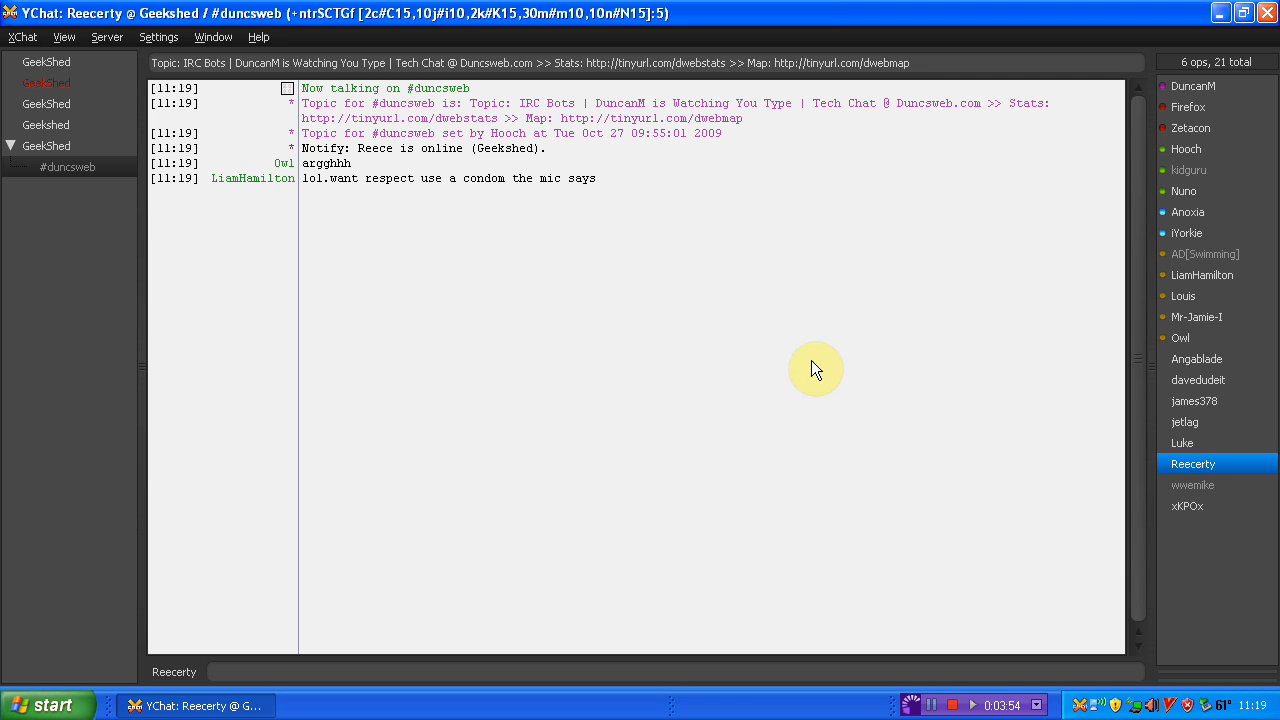 YChat: Reecerty @ Geekshed / #duncsweb (+ntrSCTGf [2c#C15,10j#i10,2k#K15,30m#m10,10n#N15]:5)
XChat View Server Settings Window Help
GeekShed
GeekShed
GeekShed
Geekshed
GeekShed
#duncsweb
Topic: IRC Bots | DuncanM is Watching You Type | Tech Chat @ Duncsweb.com >> Stats: http://tinyurl.com/dwebstats >> Map: http://tinyurl.com/dwebmap
[11:19] Now talking on #duncsweb
[11:19] * Topic for #duncsweb is: Topic: IRC Bots | DuncanM is Watching You Type | Tech Chat @ Duncsweb.com >> Stats:
http://tinyurl.com/dwebstats >> Map: http://tinyurl.com/dwebmap
[11:19] * Topic for #duncsweb set by Hooch at Tue Oct 27 09:55:01 2009
[11:19] * Notify: Reece is online (Geekshed).
[11:19] Owl argghhh
[11:19] LiamHamilton lol.want respect use a condom the mic says
6 ops, 21 total
DuncanM
Firefox
Zetacon
Hooch
kidguru
Nuno
Anoxia
iYorkie
AD[Swimming]
LiamHamilton
Louis
Mr-Jamie-I
Owl
Angablade
davedudeit
james378
jetlag
Luke
Reecerty
wwemike
xKPOx
Reecerty
start
YChat: Reecerty @ G...
0:03:54
61°
11:19